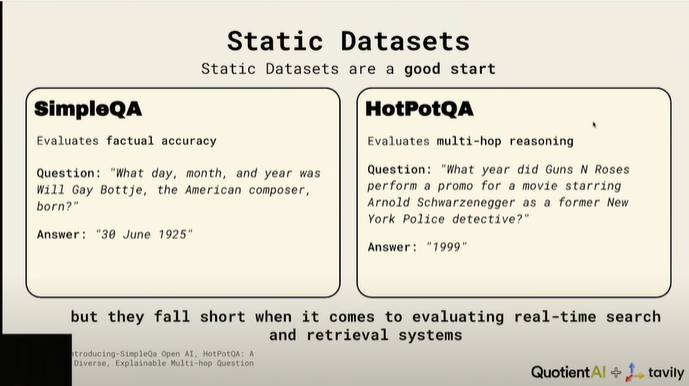 Static Datasets
Static Datasets are a good start
SimpleQA
Evaluates factual accuracy
Question: "What day, month, and year was
Will Gay Bottje, the American composer,
born?"
Answer: "30 June 1925"
HotPotQA
Evaluates multi-hop reasoning
Question: "What year did Guns N Roses
perform a promo for a movie starring
Arnold Schwarzenegger as a former New
York Police detective?"
Answer: "1999"
but they fall short when it comes to evaluating real-time search
and retrieval systems
ntroducing-SimpleQa Open AI, HotPotQA: A
Diverse, Explainable Multi-hop Question
QuotientAI + tavily